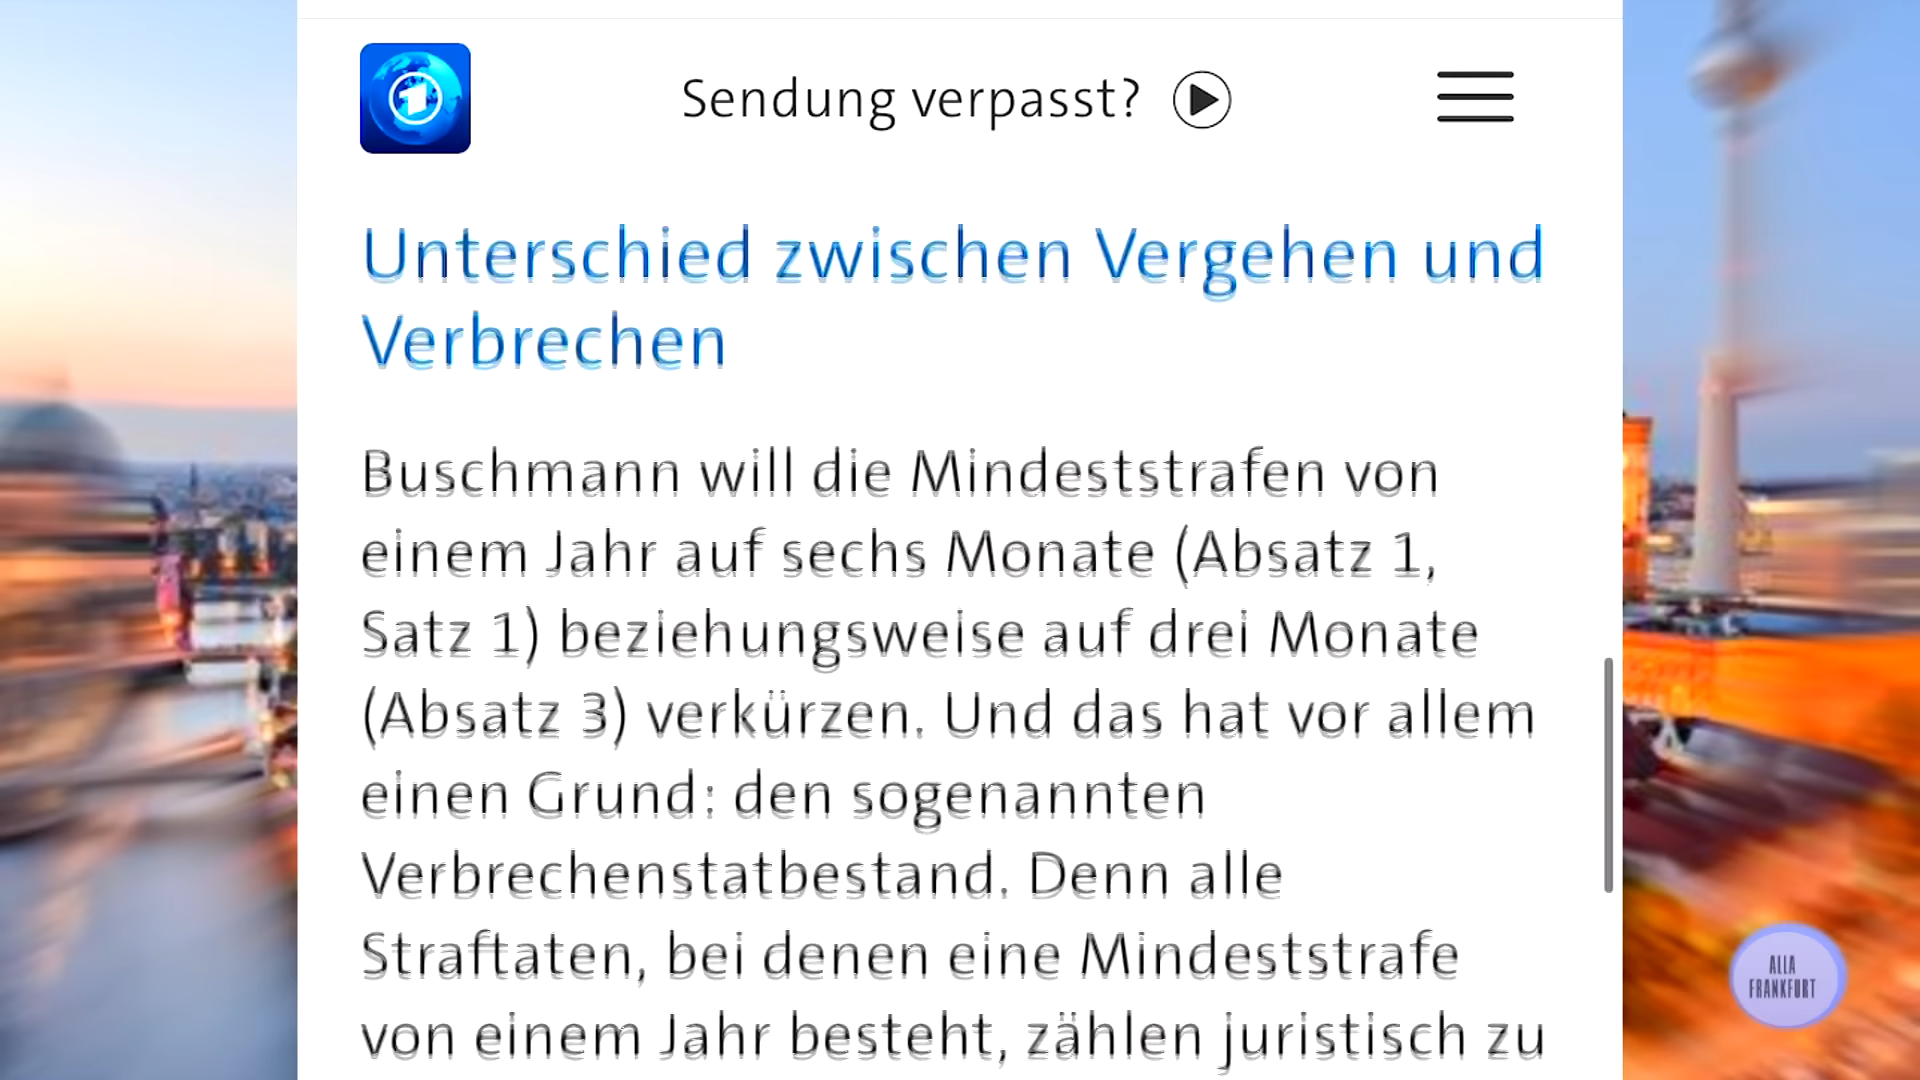 Sendung verpasst?
Unterschied zwischen Vergehen und
Verbrechen
Buschmann will die Mindeststrafen von
einem Jahr auf sechs Monate (Absatz 1,
Satz 1) beziehungsweise auf drei Monate
(Absatz 3) verkürzen. Und das hat vor allem
einen Grund: den sogenannten
Verbrechenstatbestand. Denn alle
Straftaten, bei denen eine Mindeststrafe
von einem Jahr besteht, zählen juristisch zu
ALLA
FRANKFURT